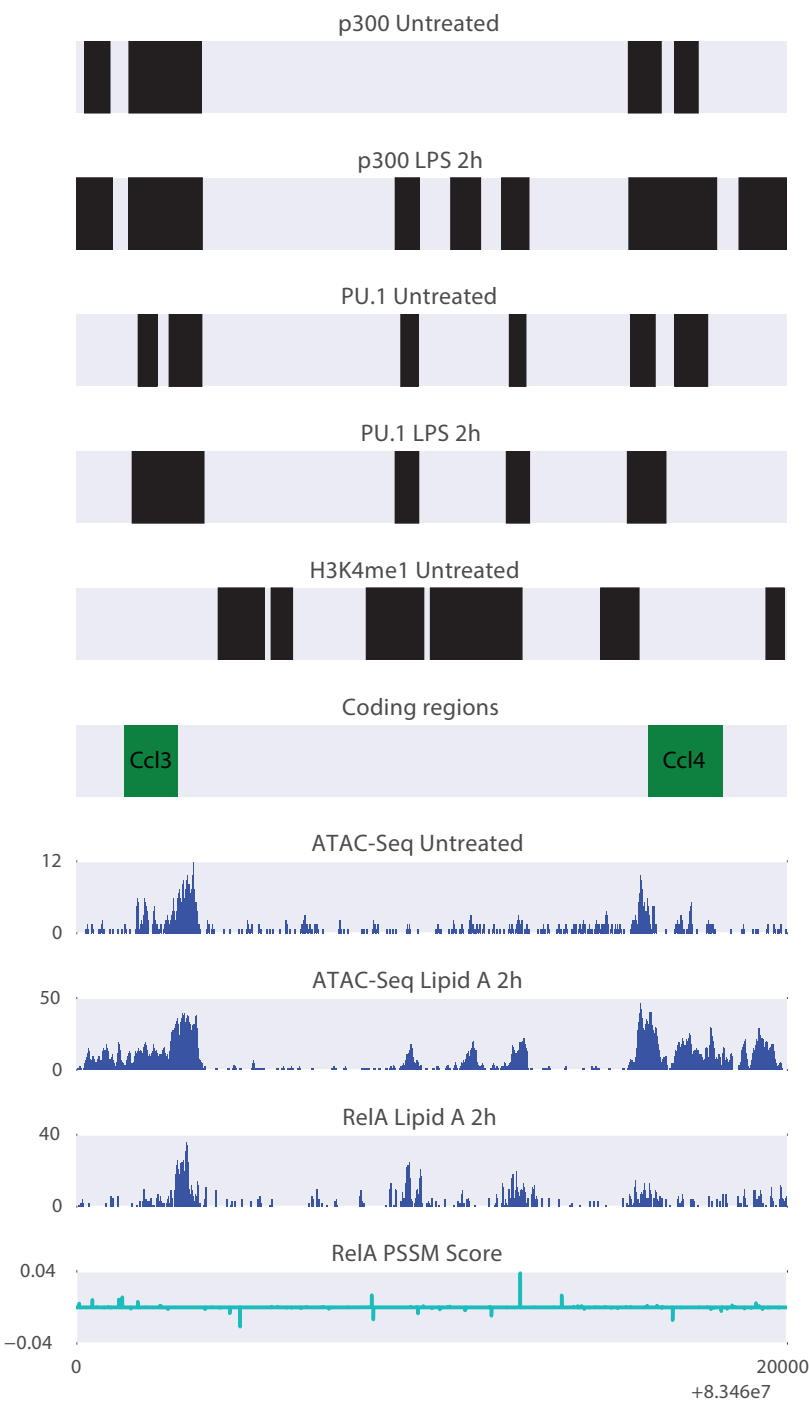 p300 Untreated
p300 LPS 2h
PU.1 Untreated
PU.1 LPS 2h
H3K4me1 Untreated
Coding regions
Ccl3 Ccl4
ATAC-Seq Untreated
12
0
ATAC-Seq Lipid A 2h
50
0
RelA Lipid A 2h
40
0
RelA PSSM Score
0.04
−0.04
0 20000
+8.346e7